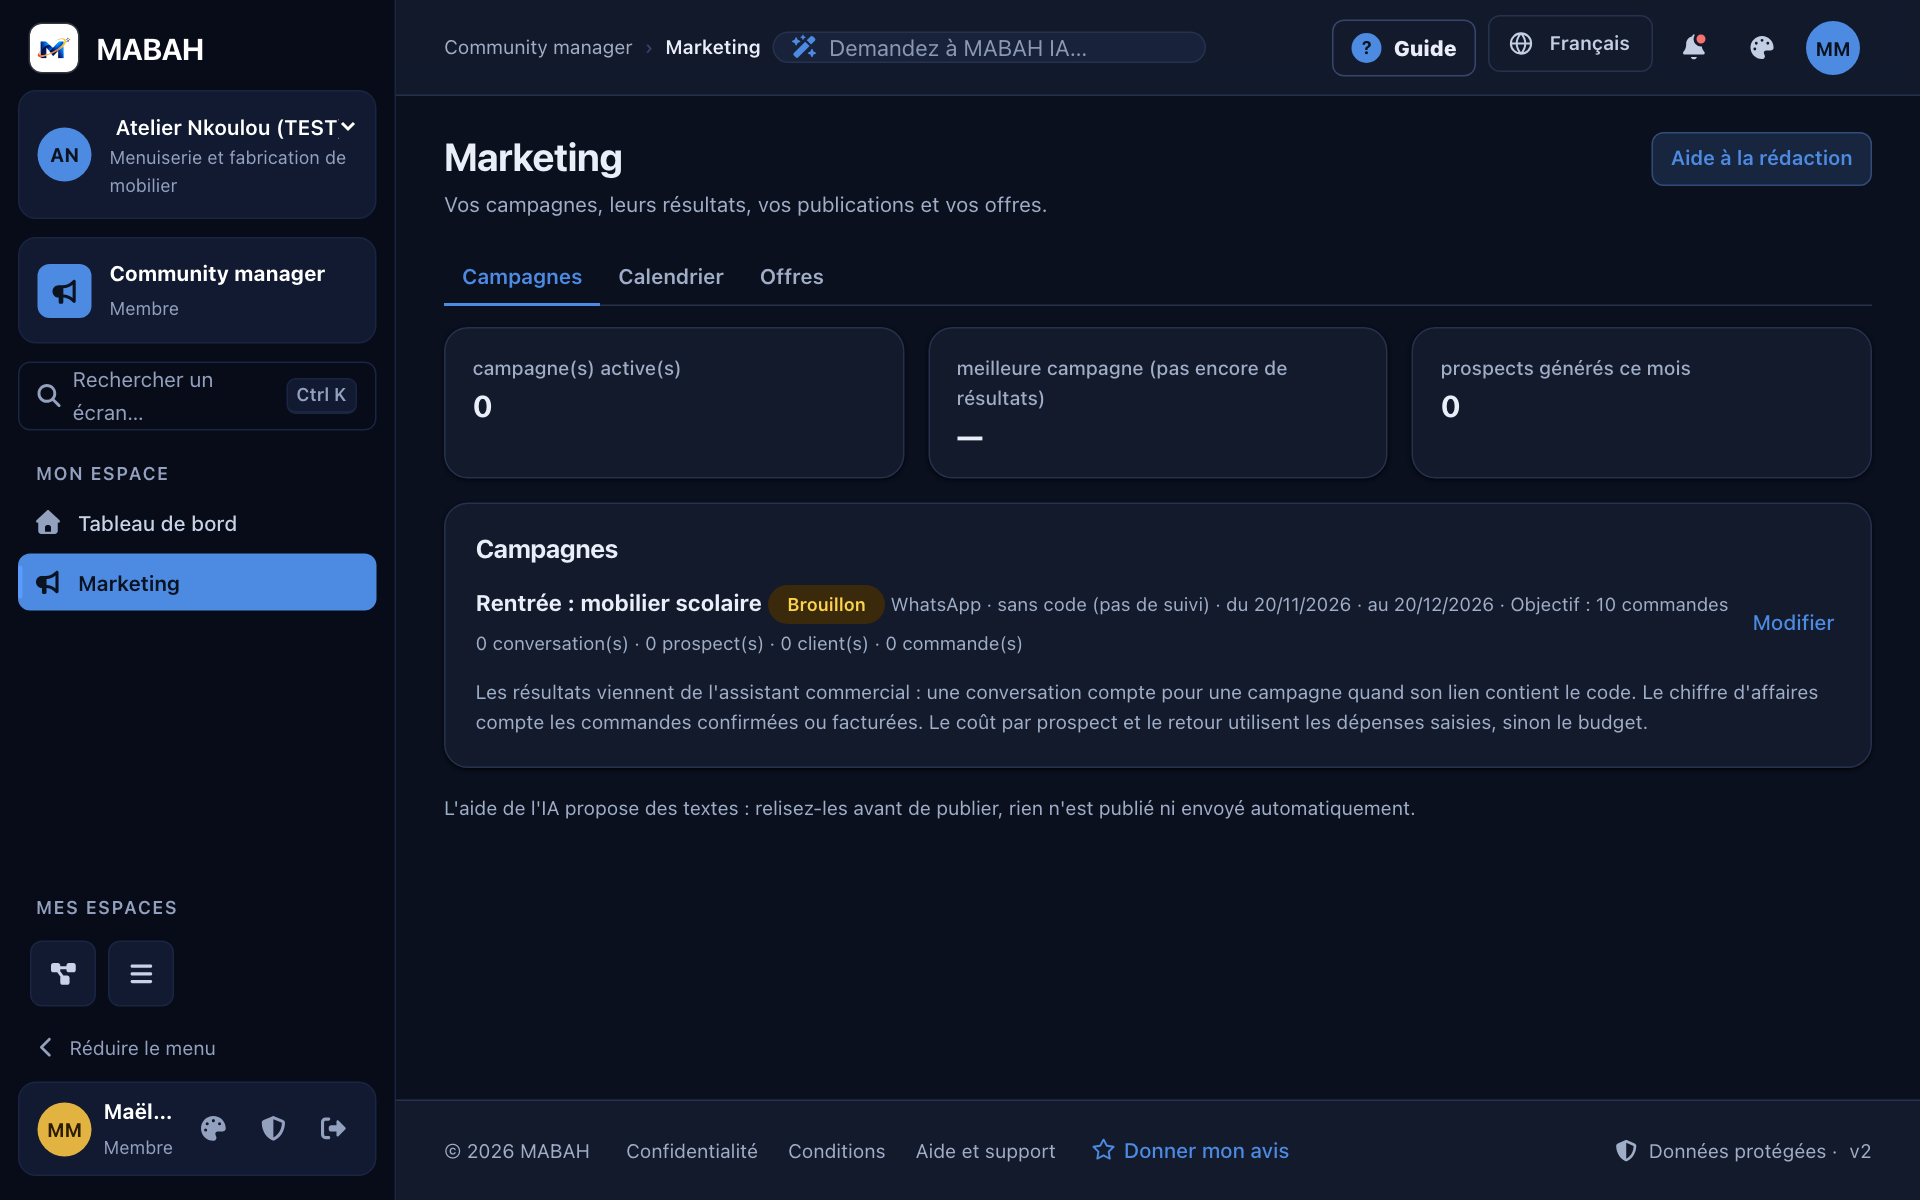 MABAH
AN
Atelier Nkoulou (TEST
Menuiserie et fabrication de
mobilier
Community manager
Membre
Rechercher un
écran...
Ctrl K
MON ESPACE
Tableau de bord
Marketing
MES ESPACES
Réduire le menu
MM
Maël...
Membre
Community manager › Marketing
Demandez à MABAH IA...
? Guide
Français
MM
Marketing
Vos campagnes, leurs résultats, vos publications et vos offres.
Aide à la rédaction
Campagnes
Calendrier
Offres
campagne(s) active(s)
0
meilleure campagne (pas encore de
résultats)
—
prospects générés ce mois
0
Campagnes
Rentrée : mobilier scolaire Brouillon WhatsApp · sans code (pas de suivi) · du 20/11/2026 · au 20/12/2026 · Objectif : 10 commandes
0 conversation(s) · 0 prospect(s) · 0 client(s) · 0 commande(s)
Modifier
Les résultats viennent de l'assistant commercial : une conversation compte pour une campagne quand son lien contient le code. Le chiffre d'affaires
compte les commandes confirmées ou facturées. Le coût par prospect et le retour utilisent les dépenses saisies, sinon le budget.
L'aide de l'IA propose des textes : relisez-les avant de publier, rien n'est publié ni envoyé automatiquement.
© 2026 MABAH
Confidentialité
Conditions
Aide et support
Donner mon avis
Données protégées · v2